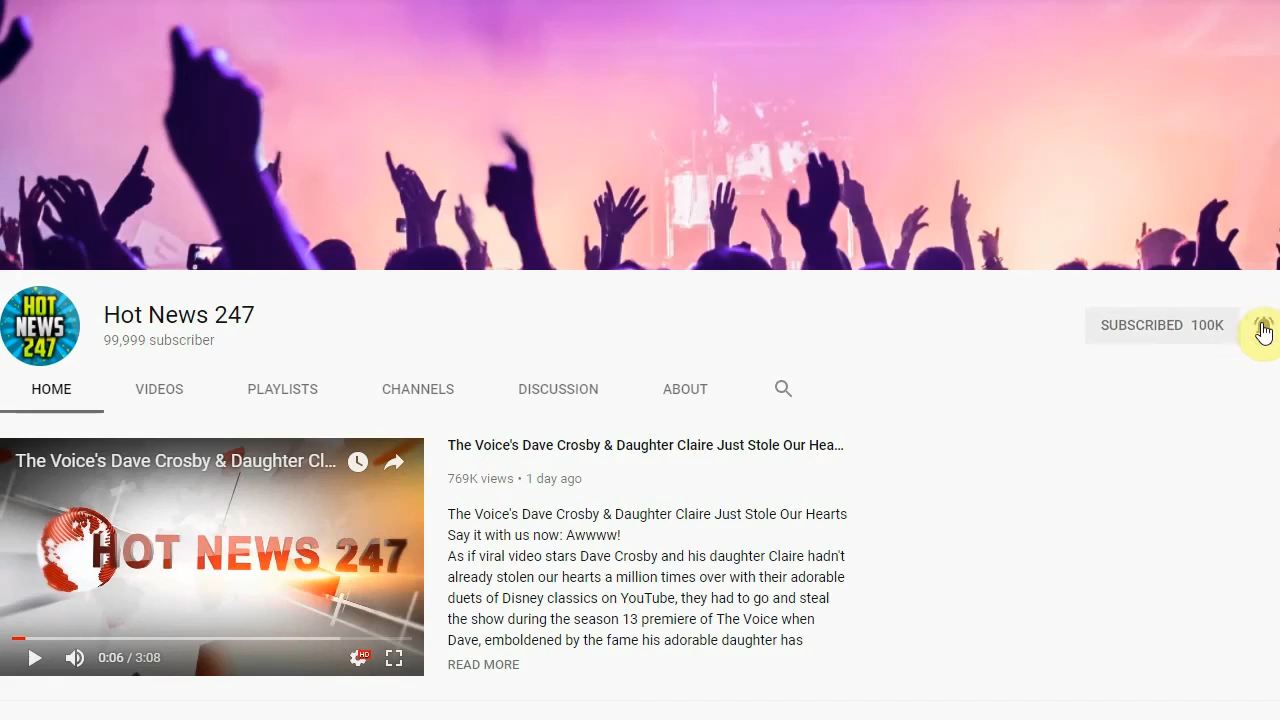 HOT
NEWS
247
Hot News 247
99,999 subscriber
SUBSCRIBED 100K
HOME VIDEOS PLAYLISTS CHANNELS DISCUSSION ABOUT
The Voice's Dave Crosby & Daughter Cl...
HOT NEWS 247
HD
0:06 / 3:08
The Voice's Dave Crosby & Daughter Claire Just Stole Our Hea...
769K views • 1 day ago
The Voice's Dave Crosby & Daughter Claire Just Stole Our Hearts
Say it with us now: Awwww!
As if viral video stars Dave Crosby and his daughter Claire hadn't
already stolen our hearts a million times over with their adorable
duets of Disney classics on YouTube, they had to go and steal
the show during the season 13 premiere of The Voice when
Dave, emboldened by the fame his adorable daughter has
READ MORE